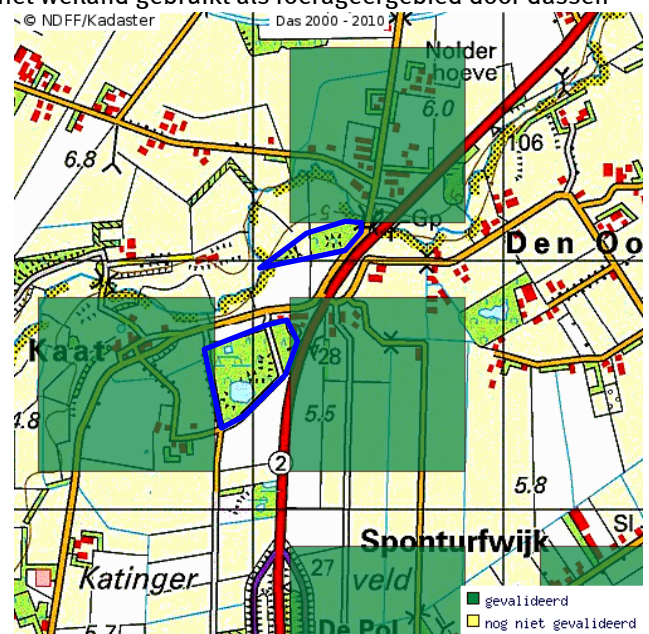 het weiland gebruikt als foerageergebied door dassen
© NDFF/Kadaster
Das 2000 - 2010
Nolder
hoeve
6.0
106
6.8
Gp
Den Oo
Kaat
28
4.8
5.5
2
5.8
Sponturfwijk
Sl
27
Katinger
veld
De Pol
5.7
gevalideerd
nog niet gevalideerd